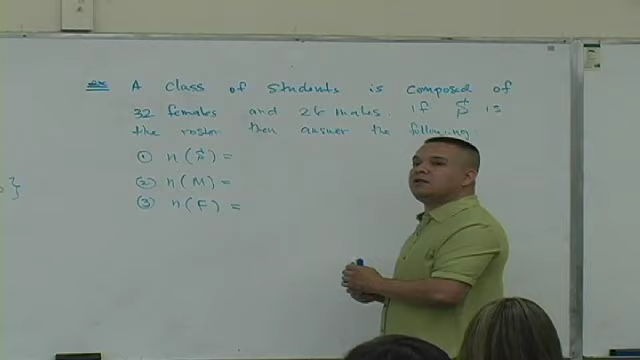 ex A class of students is composed of
32 females and 26 males. if is
the roster then answer the following.
}
① n( ) =
② n(M) =
③ n(F) =